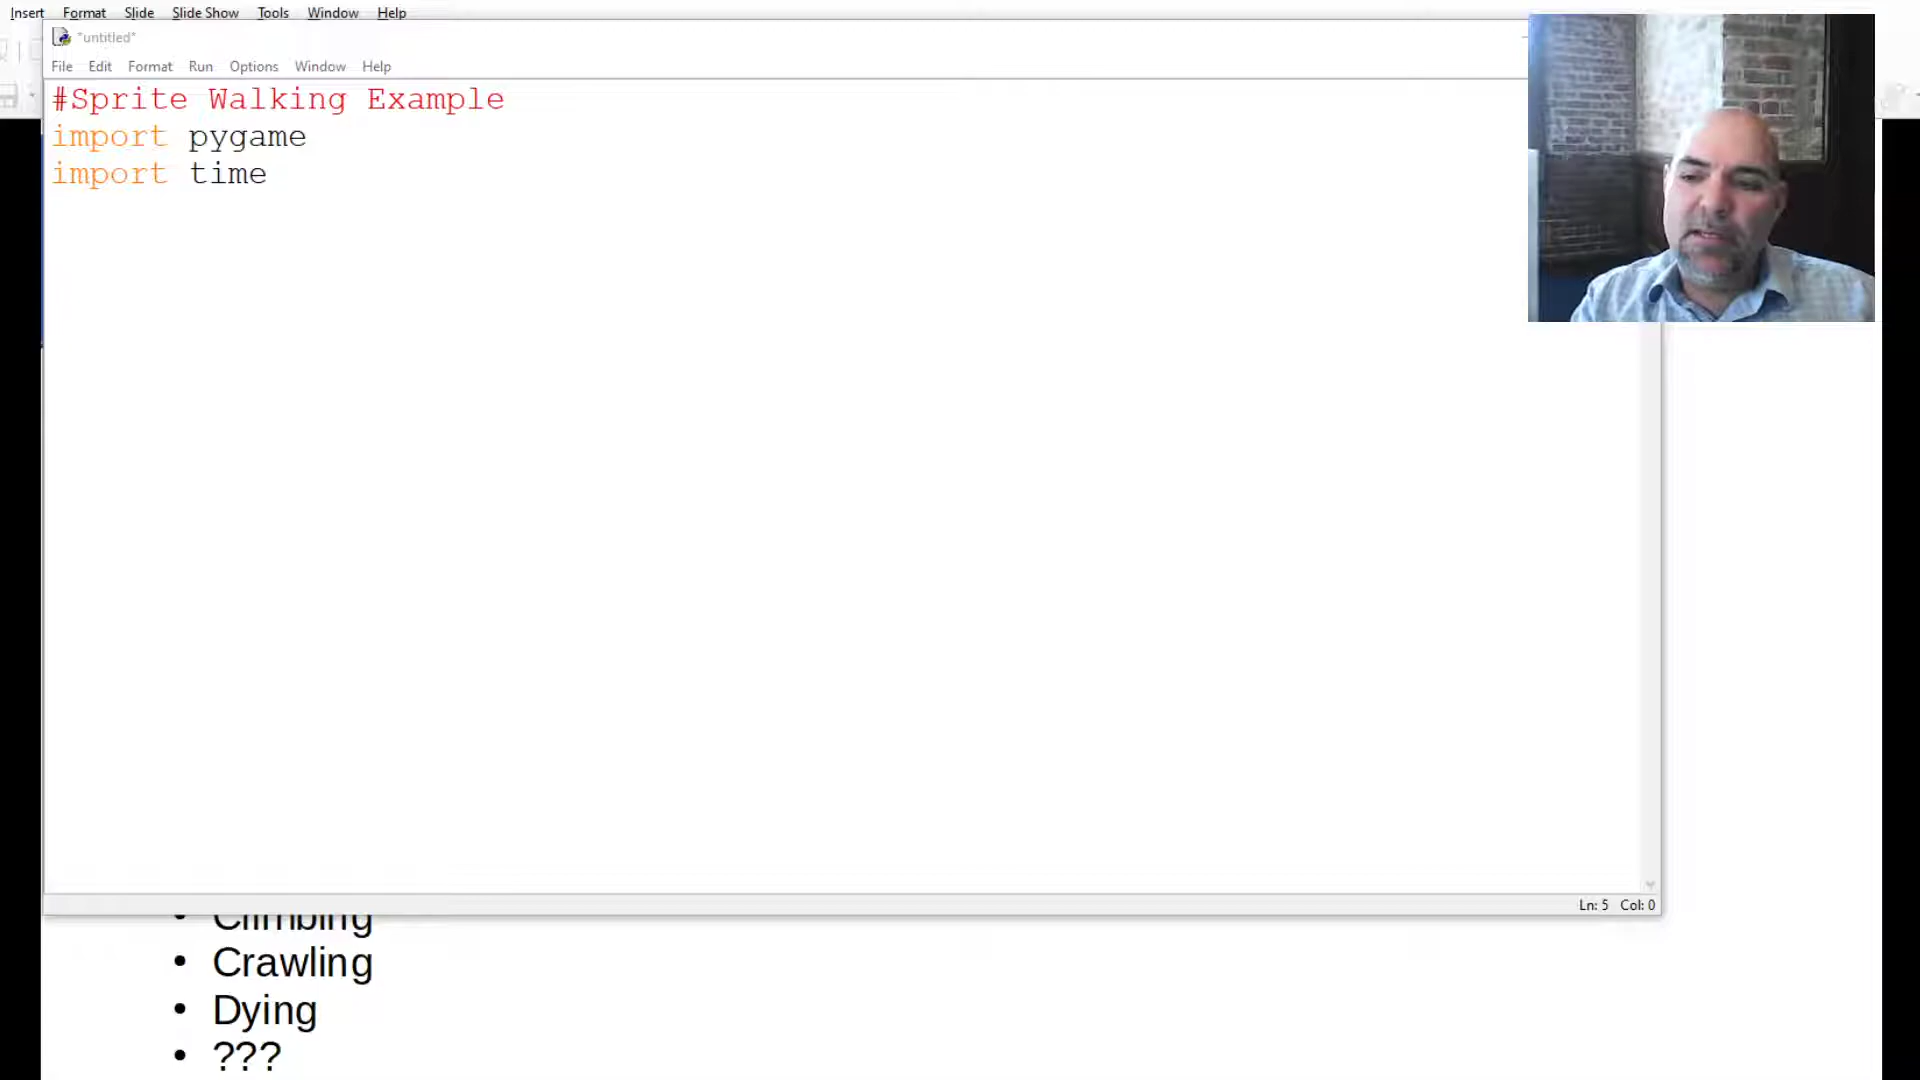 Insert Format Slide Slide Show Tools Window Help
*untitled*
File Edit Format Run Options Window Help
#Sprite Walking Example
import pygame
import time
Ln: 5 Col: 0
• Climbing
• Crawling
• Dying
• ???